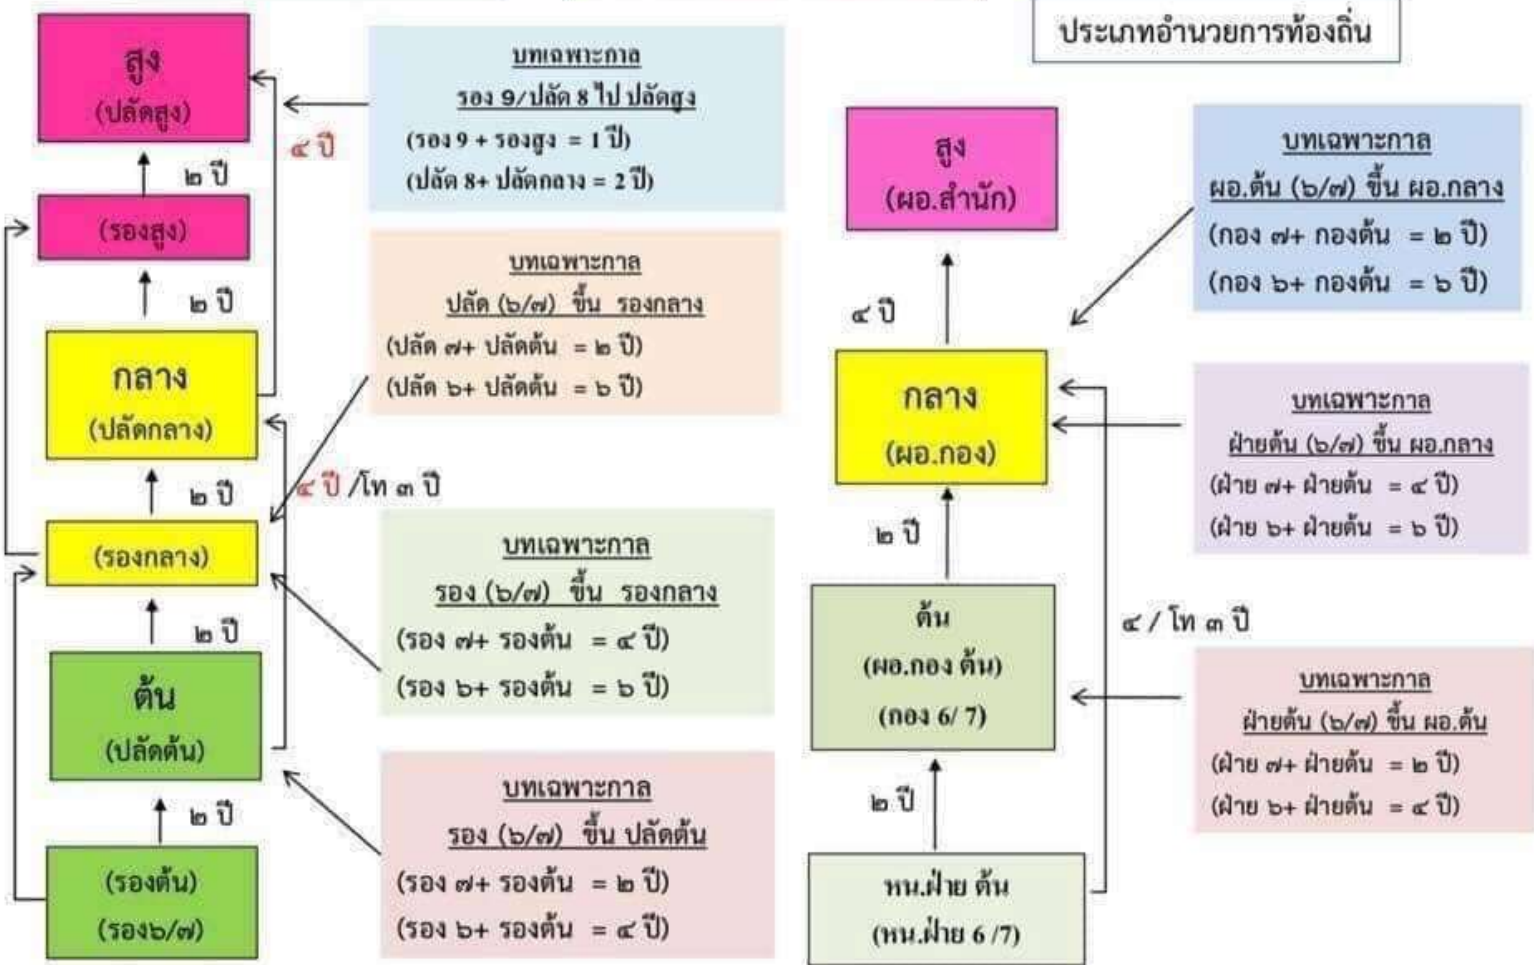 ประเภทอำนวยการท้องถิ่น
สูง
(ปลัดสูง)
๒ ปี
(รองสูง)
๒ ปี
กลาง
(ปลัดกลาง)
๒ ปี
(รองกลาง)
๒ ปี
ต้น
(ปลัดต้น)
๒ ปี
(รองต้น)
(รอง๖/๗)
๔ ปี
๔ ปี /โท ๓ ปี
บทเฉพาะกาล
รอง 9/ปลัด 8 ไป ปลัดสูง
(รอง 9 + รองสูง = 1 ปี)
(ปลัด 8+ ปลัดกลาง = 2 ปี)
บทเฉพาะกาล
ปลัด (๖/๗) ขึ้น รองกลาง
(ปลัด ๗+ ปลัดต้น = ๒ ปี)
(ปลัด ๖+ ปลัดต้น = ๖ ปี)
บทเฉพาะกาล
รอง (๖/๗) ขึ้น รองกลาง
(รอง ๗+ รองต้น = ๔ ปี)
(รอง ๖+ รองต้น = ๖ ปี)
บทเฉพาะกาล
รอง (๖/๗) ขึ้น ปลัดต้น
(รอง ๗+ รองต้น = ๒ ปี)
(รอง ๖+ รองต้น = ๔ ปี)
สูง
(ผอ.สำนัก)
๔ ปี
กลาง
(ผอ.กอง)
๒ ปี
ต้น
(ผอ.กอง ต้น)
(กอง 6/ 7)
๒ ปี
หน.ฝ่าย ต้น
(หน.ฝ่าย 6 /7)
๔ / โท ๓ ปี
บทเฉพาะกาล
ผอ.ต้น (๖/๗) ขึ้น ผอ.กลาง
(กอง ๗+ กองต้น = ๒ ปี)
(กอง ๖+ กองต้น = ๖ ปี)
บทเฉพาะกาล
ฝ่ายต้น (๖/๗) ขึ้น ผอ.กลาง
(ฝ่าย ๗+ ฝ่ายต้น = ๔ ปี)
(ฝ่าย ๖+ ฝ่ายต้น = ๖ ปี)
บทเฉพาะกาล
ฝ่ายต้น (๖/๗) ขึ้น ผอ.ต้น
(ฝ่าย ๗+ ฝ่ายต้น = ๒ ปี)
(ฝ่าย ๖+ ฝ่ายต้น = ๔ ปี)